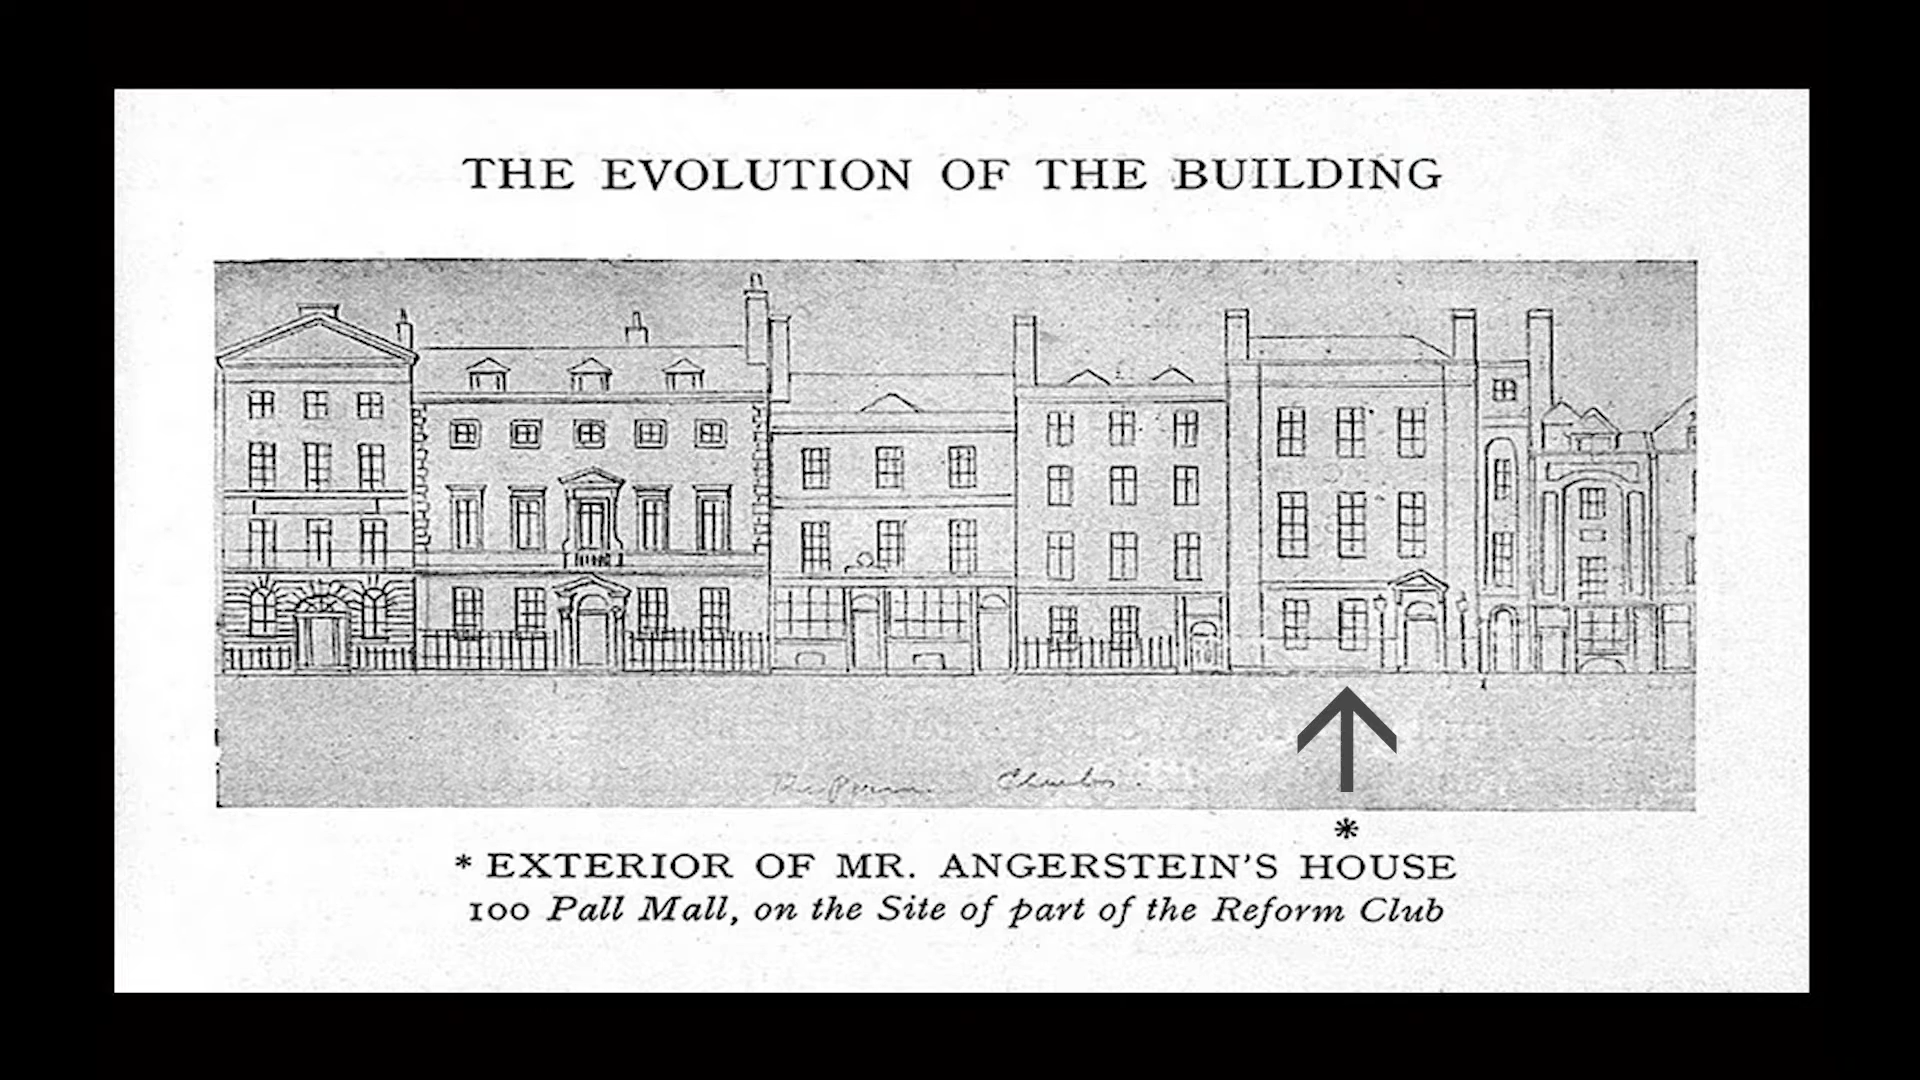 THE EVOLUTION OF THE BUILDING
*
* EXTERIOR OF MR. ANGERSTEIN'S HOUSE
100 Pall Mall, on the Site of part of the Reform Club